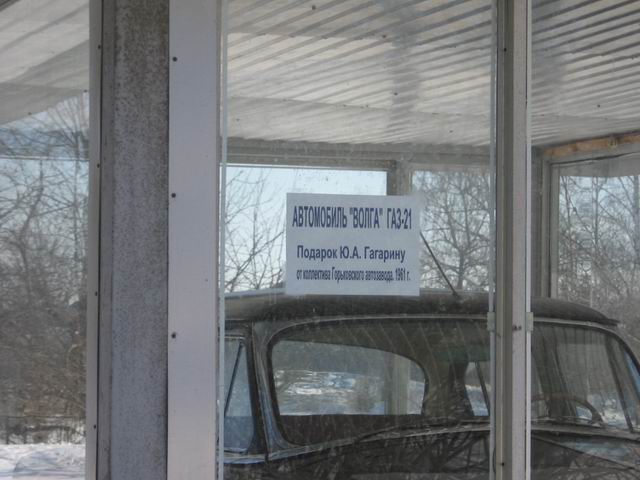 АВТОМОБИЛЬ "ВОЛГА" ГАЗ-21
Подарок Ю.А. Гагарину
от коллектива Горьковского автозавода. 1961 г.